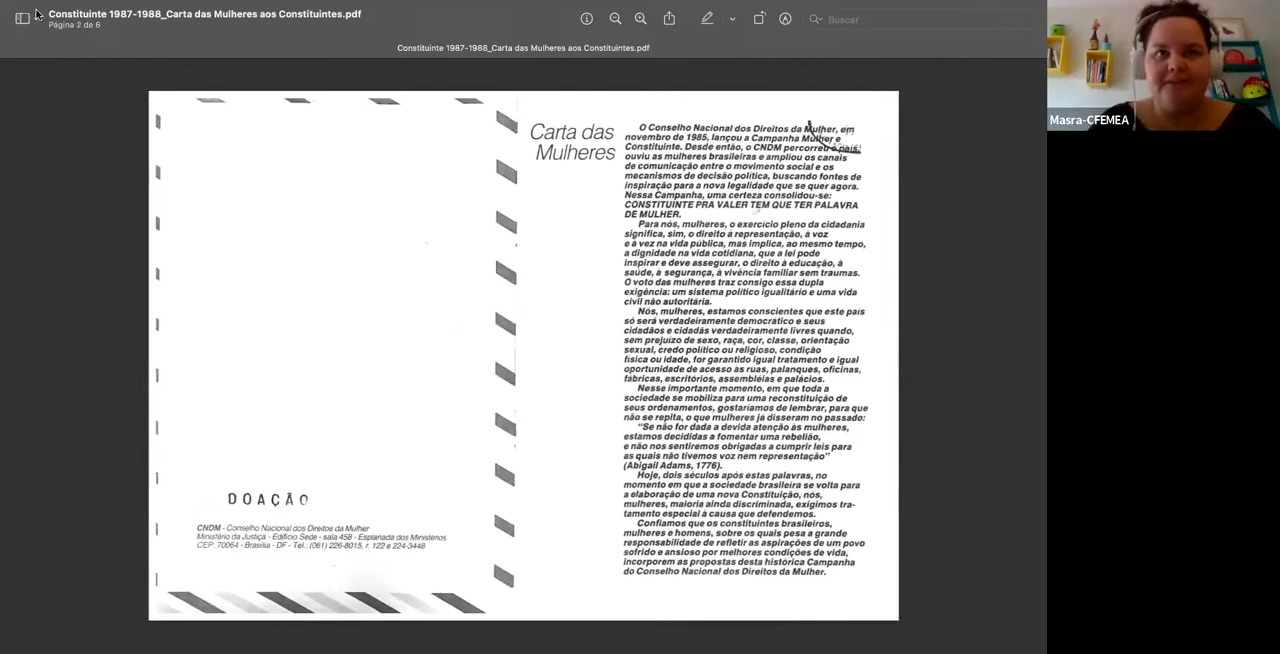 Constituinte 1987-1988_Carta das Mulheres aos Constituintes.pdf
Página 2 de 6
Buscar
Constituinte 1987-1988_Carta das Mulheres aos Constituintes.pdf
Masra-CFEMEA
DOAÇÃO
CNDM - Conselho Nacional dos Direitos da Mulher
Ministério da Justiça - Edifício Sede - sala 458 - Esplanada dos Ministérios
CEP: 70064 - Brasília - DF - Tel.: (061) 226-8015, r. 122 e 224-3448
Carta das
Mulheres
O Conselho Nacional dos Direitos da Mulher, em
novembro de 1985, lançou a Campanha Mulher e
Constituinte. Desde então, o CNDM percorreu o país,
ouviu as mulheres brasileiras e ampliou os canais
de comunicação entre o movimento social e os
mecanismos de decisão política, buscando fontes de
inspiração para a nova legalidade que se quer agora.
Nessa Campanha, uma certeza consolidou-se:
CONSTITUINTE PRA VALER TEM QUE TER PALAVRA
DE MULHER.
Para nós, mulheres, o exercício pleno da cidadania
significa, sim, o direito à representação, à voz
e à vez na vida pública, mas implica, ao mesmo tempo,
a dignidade na vida cotidiana, que a lei pode
inspirar e deve assegurar, o direito à educação, à
saúde, à segurança, à vivência familiar sem traumas.
O voto das mulheres traz consigo essa dupla
exigência: um sistema político igualitário e uma vida
civil não autoritária.
Nós, mulheres, estamos conscientes que este país
só será verdadeiramente democrático e seus
cidadãos e cidadãs verdadeiramente livres quando,
sem prejuízo de sexo, raça, cor, classe, orientação
sexual, credo político ou religioso, condição
física ou idade, for garantido igual tratamento e igual
oportunidade de acesso às ruas, palanques, oficinas,
fábricas, escritórios, assembléias e palácios.
Nesse importante momento, em que toda a
sociedade se mobiliza para uma reconstituição de
seus ordenamentos, gostaríamos de lembrar, para que
não se repita, o que mulheres já disseram no passado:
"Se não for dada a devida atenção às mulheres,
estamos decididas a fomentar uma rebelião,
e não nos sentiremos obrigadas a cumprir leis para
as quais não tivemos voz nem representação"
(Abigail Adams, 1776).
Hoje, dois séculos após estas palavras, no
momento em que a sociedade brasileira se volta para
a elaboração de uma nova Constituição, nós,
mulheres, maioria ainda discriminada, exigimos tra-
tamento especial à causa que defendemos.
Confiamos que os constituintes brasileiros,
mulheres e homens, sobre os quais pesa a grande
responsabilidade de refletir as aspirações de um povo
sofrido e ansioso por melhores condições de vida,
incorporem as propostas desta histórica Campanha
do Conselho Nacional dos Direitos da Mulher.